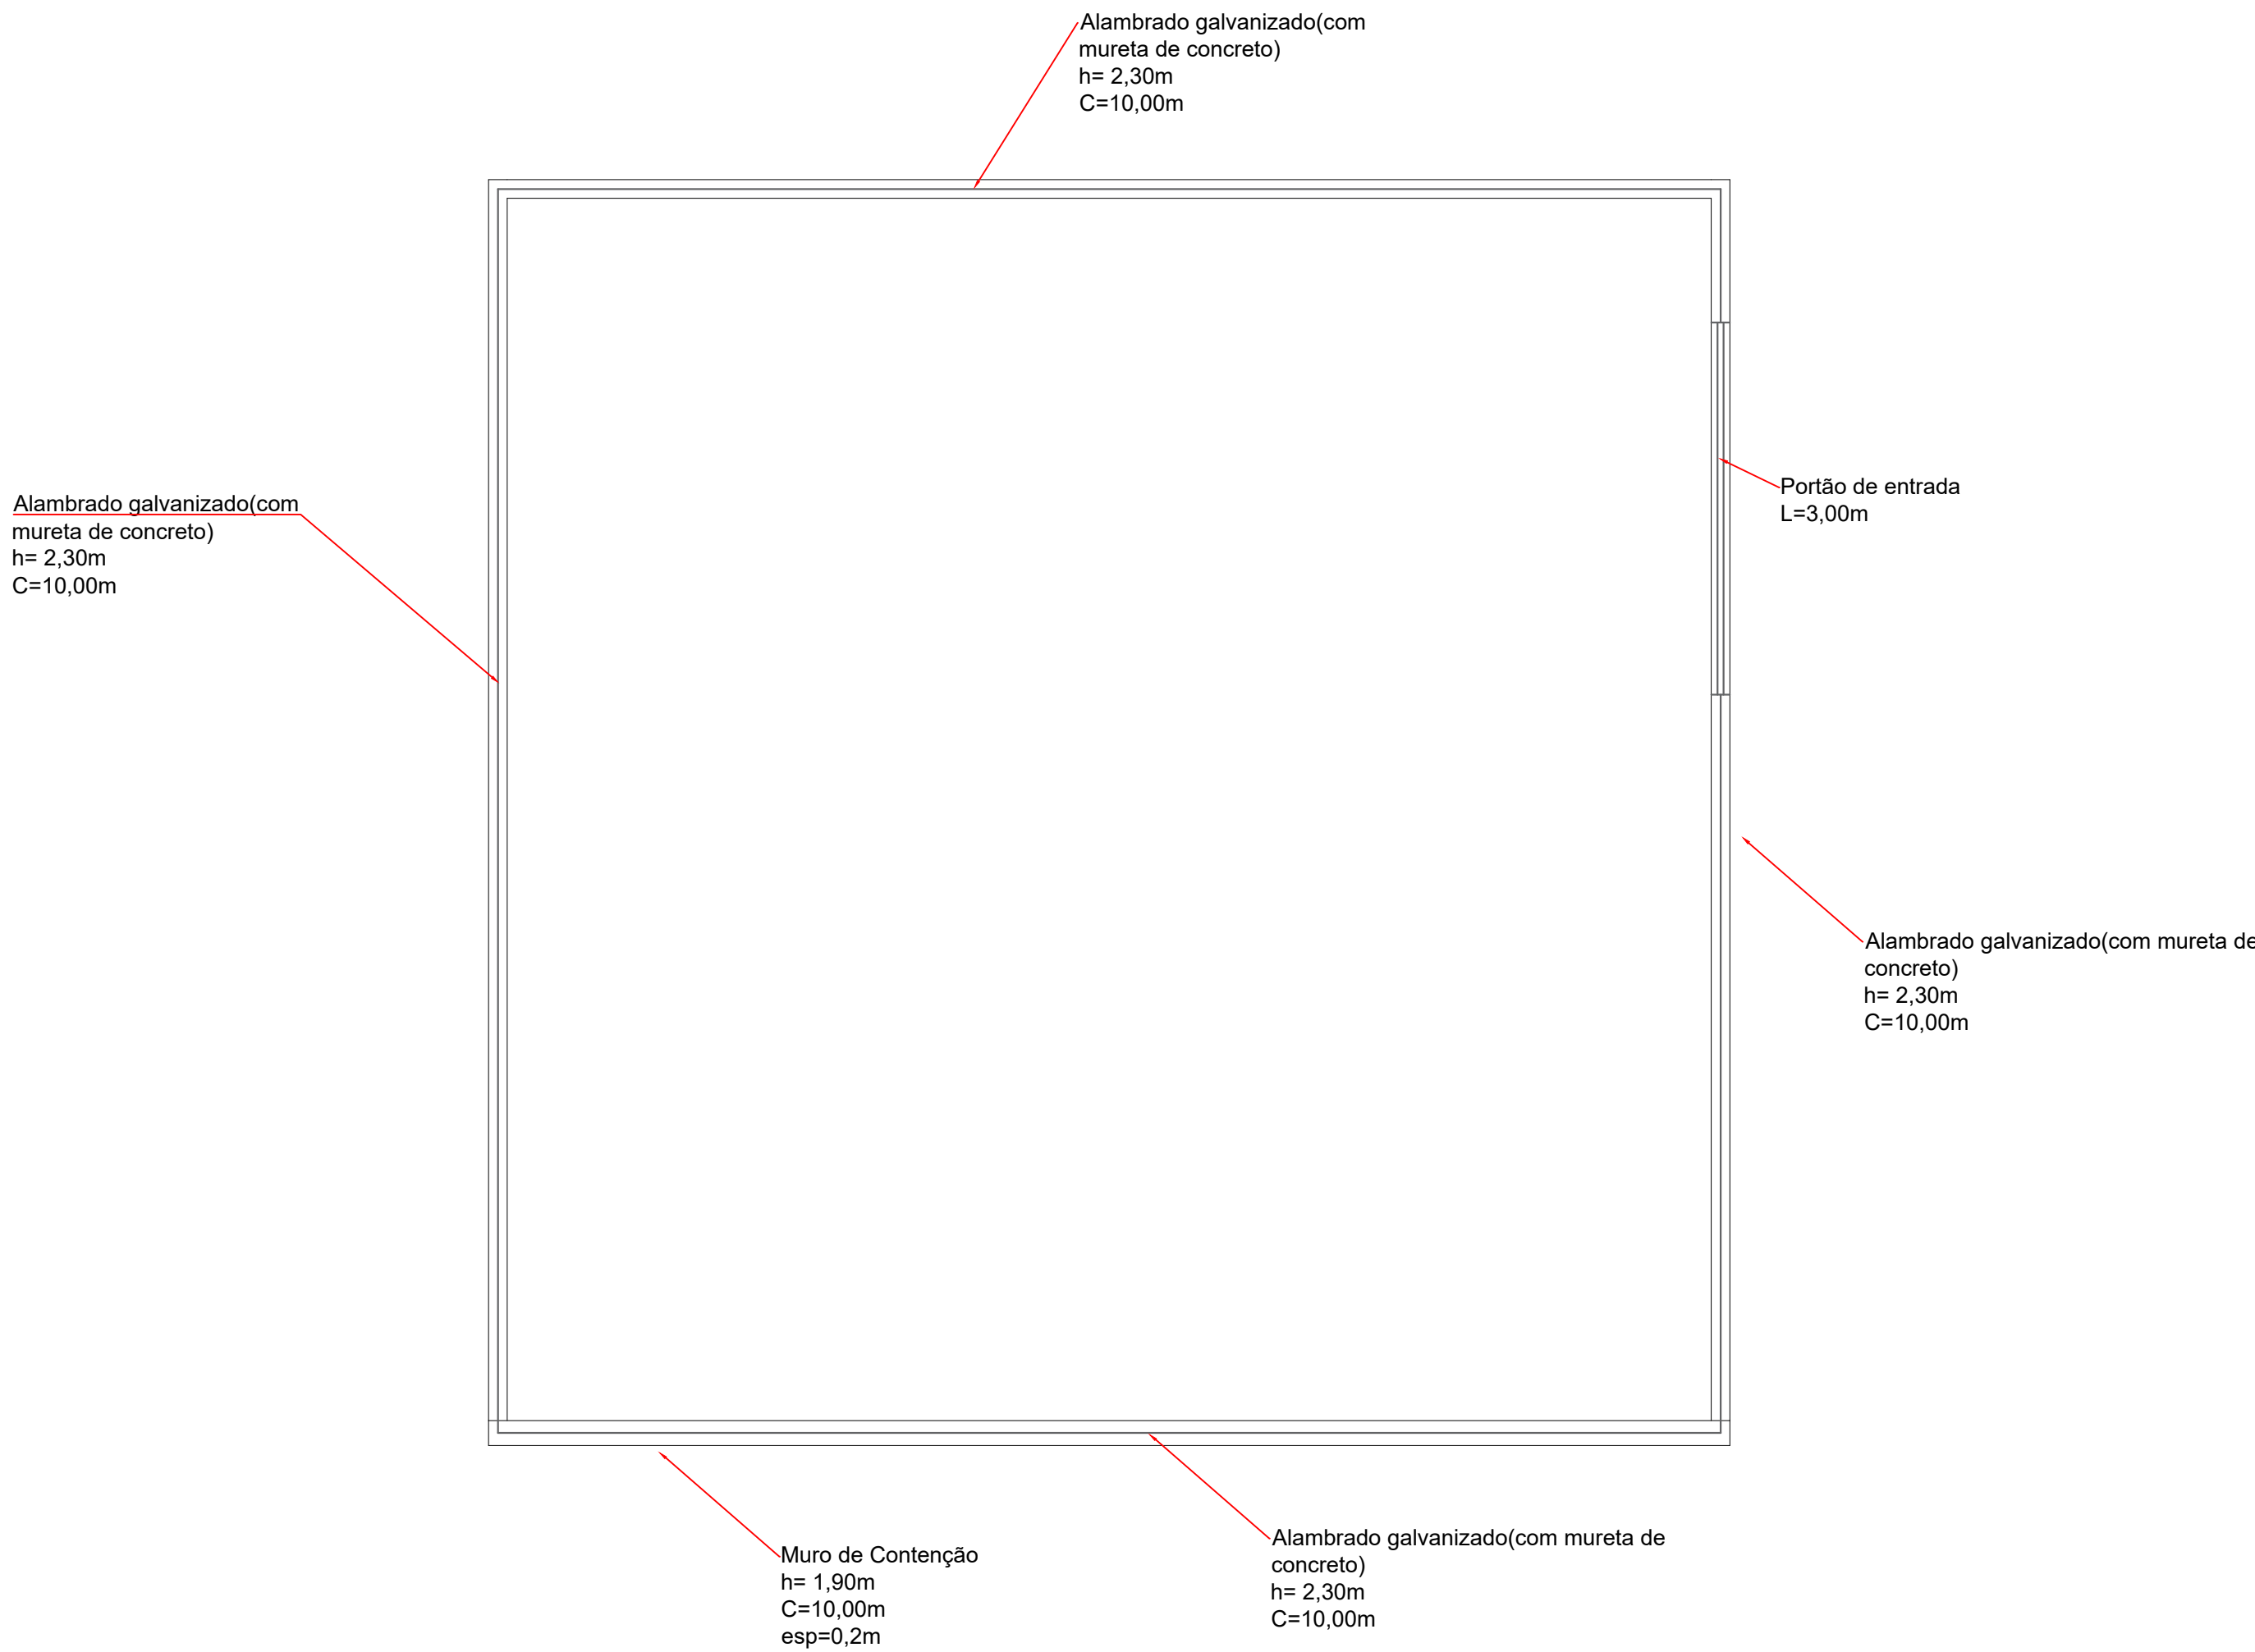 Alambrado galvanizado(com
mureta de concreto)
h= 2,30m
C=10,00m
Alambrado galvanizado(com
mureta de concreto)
h= 2,30m
C=10,00m
Portão de entrada
L=3,00m
Alambrado galvanizado(com mureta de
concreto)
h= 2,30m
C=10,00m
Muro de Contenção
h= 1,90m
C=10,00m
esp=0,2m
Alambrado galvanizado(com mureta de
concreto)
h= 2,30m
C=10,00m